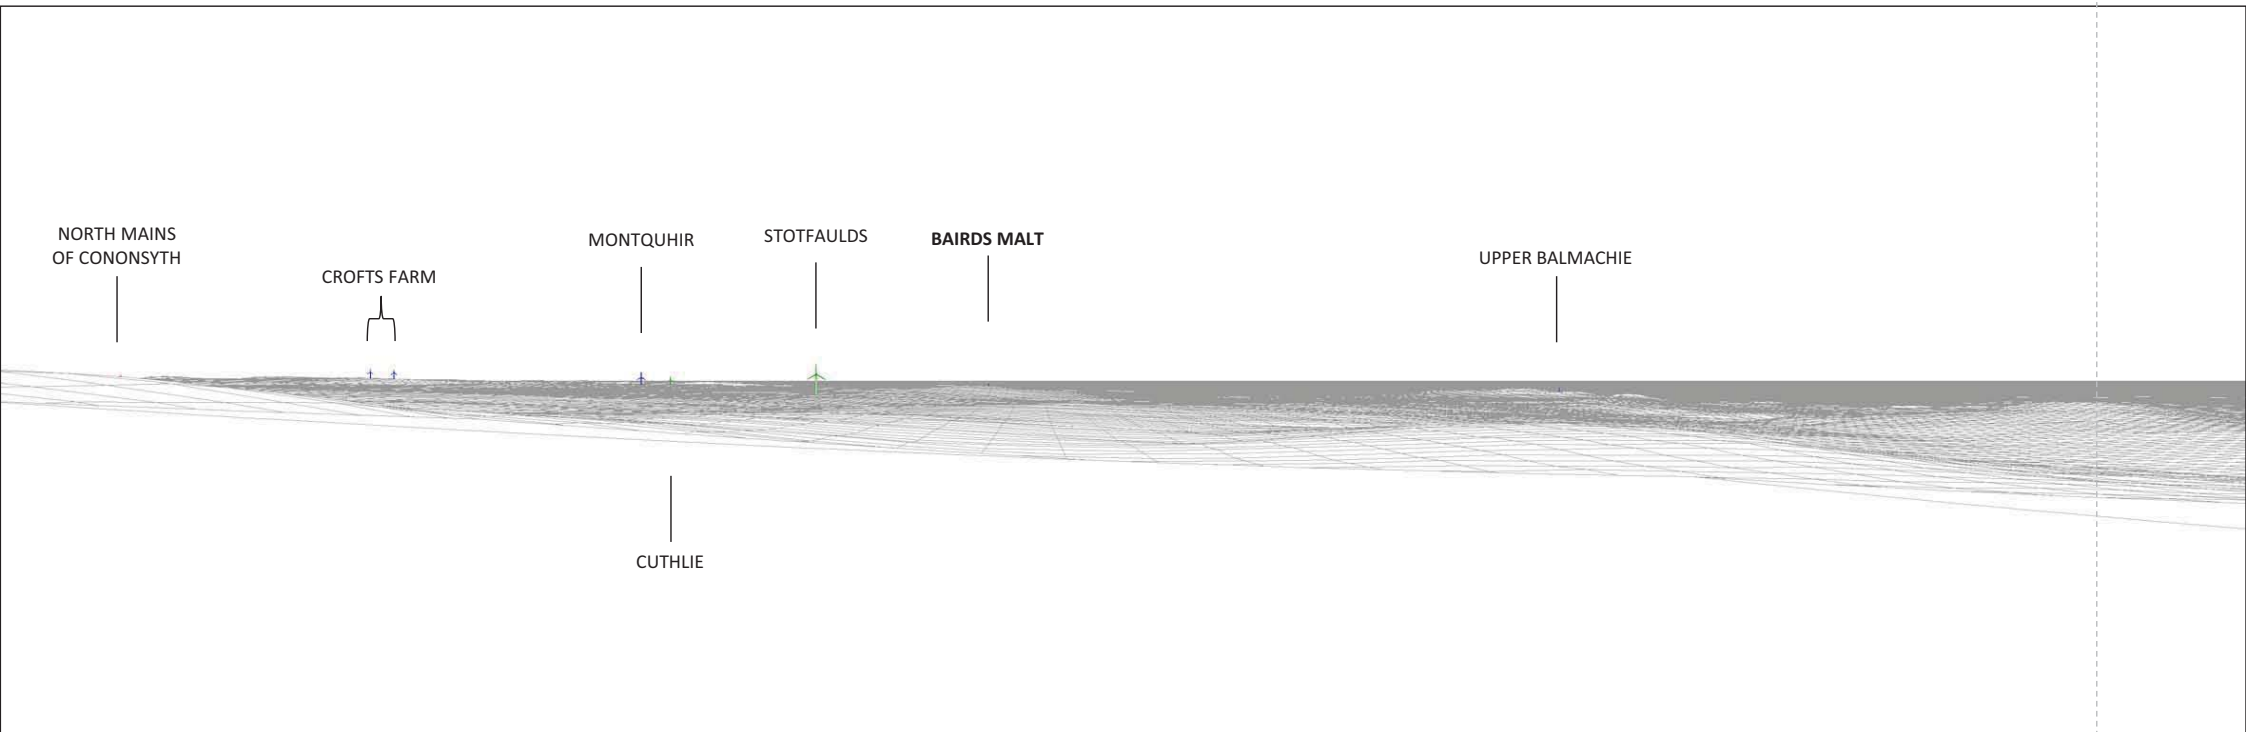 NORTH MAINS
OF CONONSYTH
CROFTS FARM
MONTQUHIR
STOTFAULDS
BAIRDS MALT
UPPER BALMACHIE
CUTHLIE